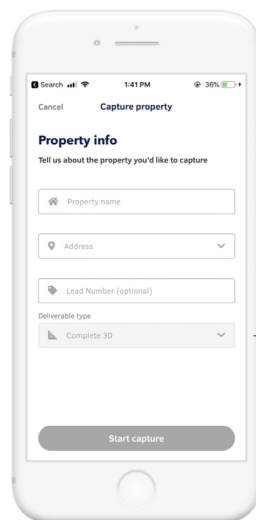 Search 1:41 PM 36%
Cancel Capture property
Property info
Tell us about the property you'd like to capture
Property name
Address
Lead Number (optional)
Deliverable type
Complete 3D
Start capture